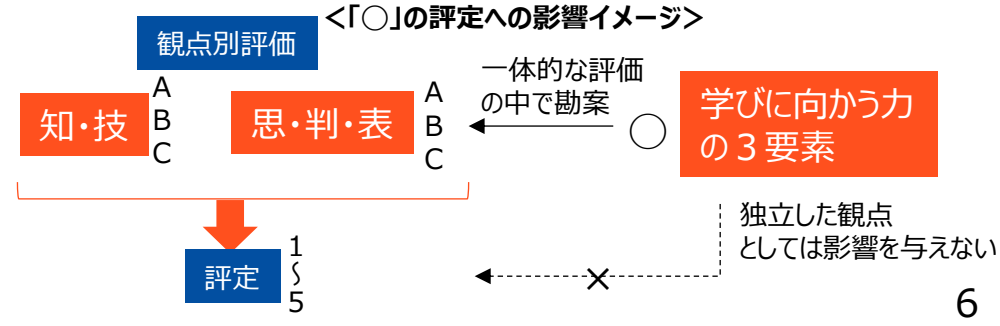 <「○」の評定への影響イメージ>
観点別評価
知・技
A
B
C
思・判・表
A
B
C
一体的な評価
の中で勘案
○
学びに向かう力
の３要素
独立した観点
としては影響を与えない
×
評定
1
〜
5
6